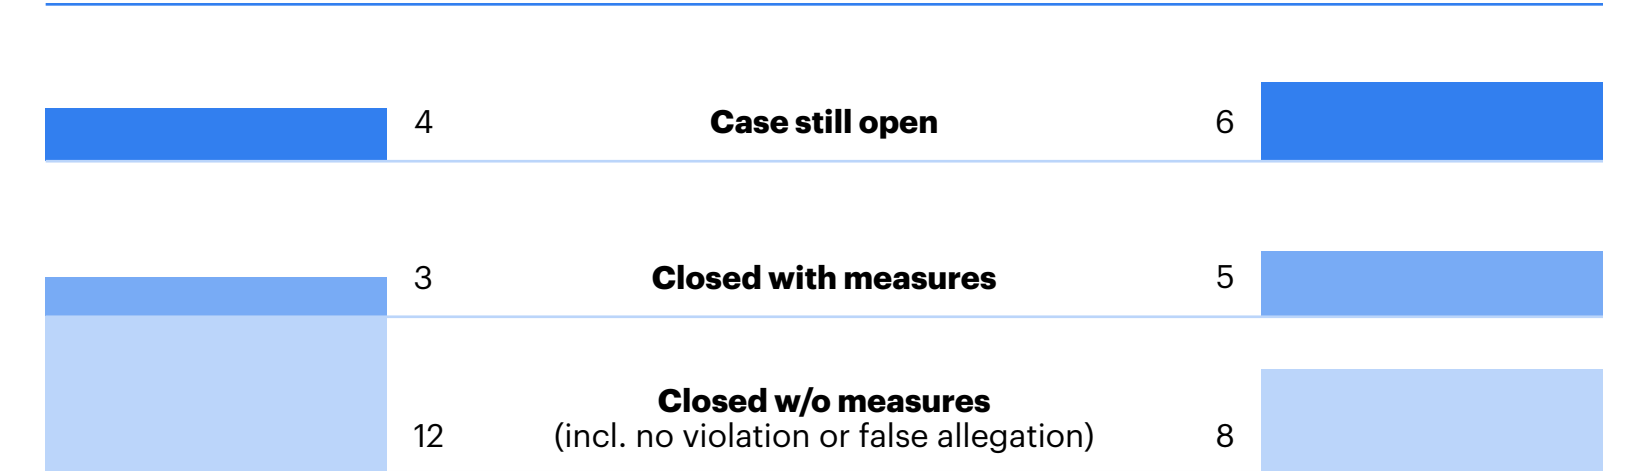 4 Case still open 6
3 Closed with measures 5
Closed w/o measures
12 (incl. no violation or false allegation) 8